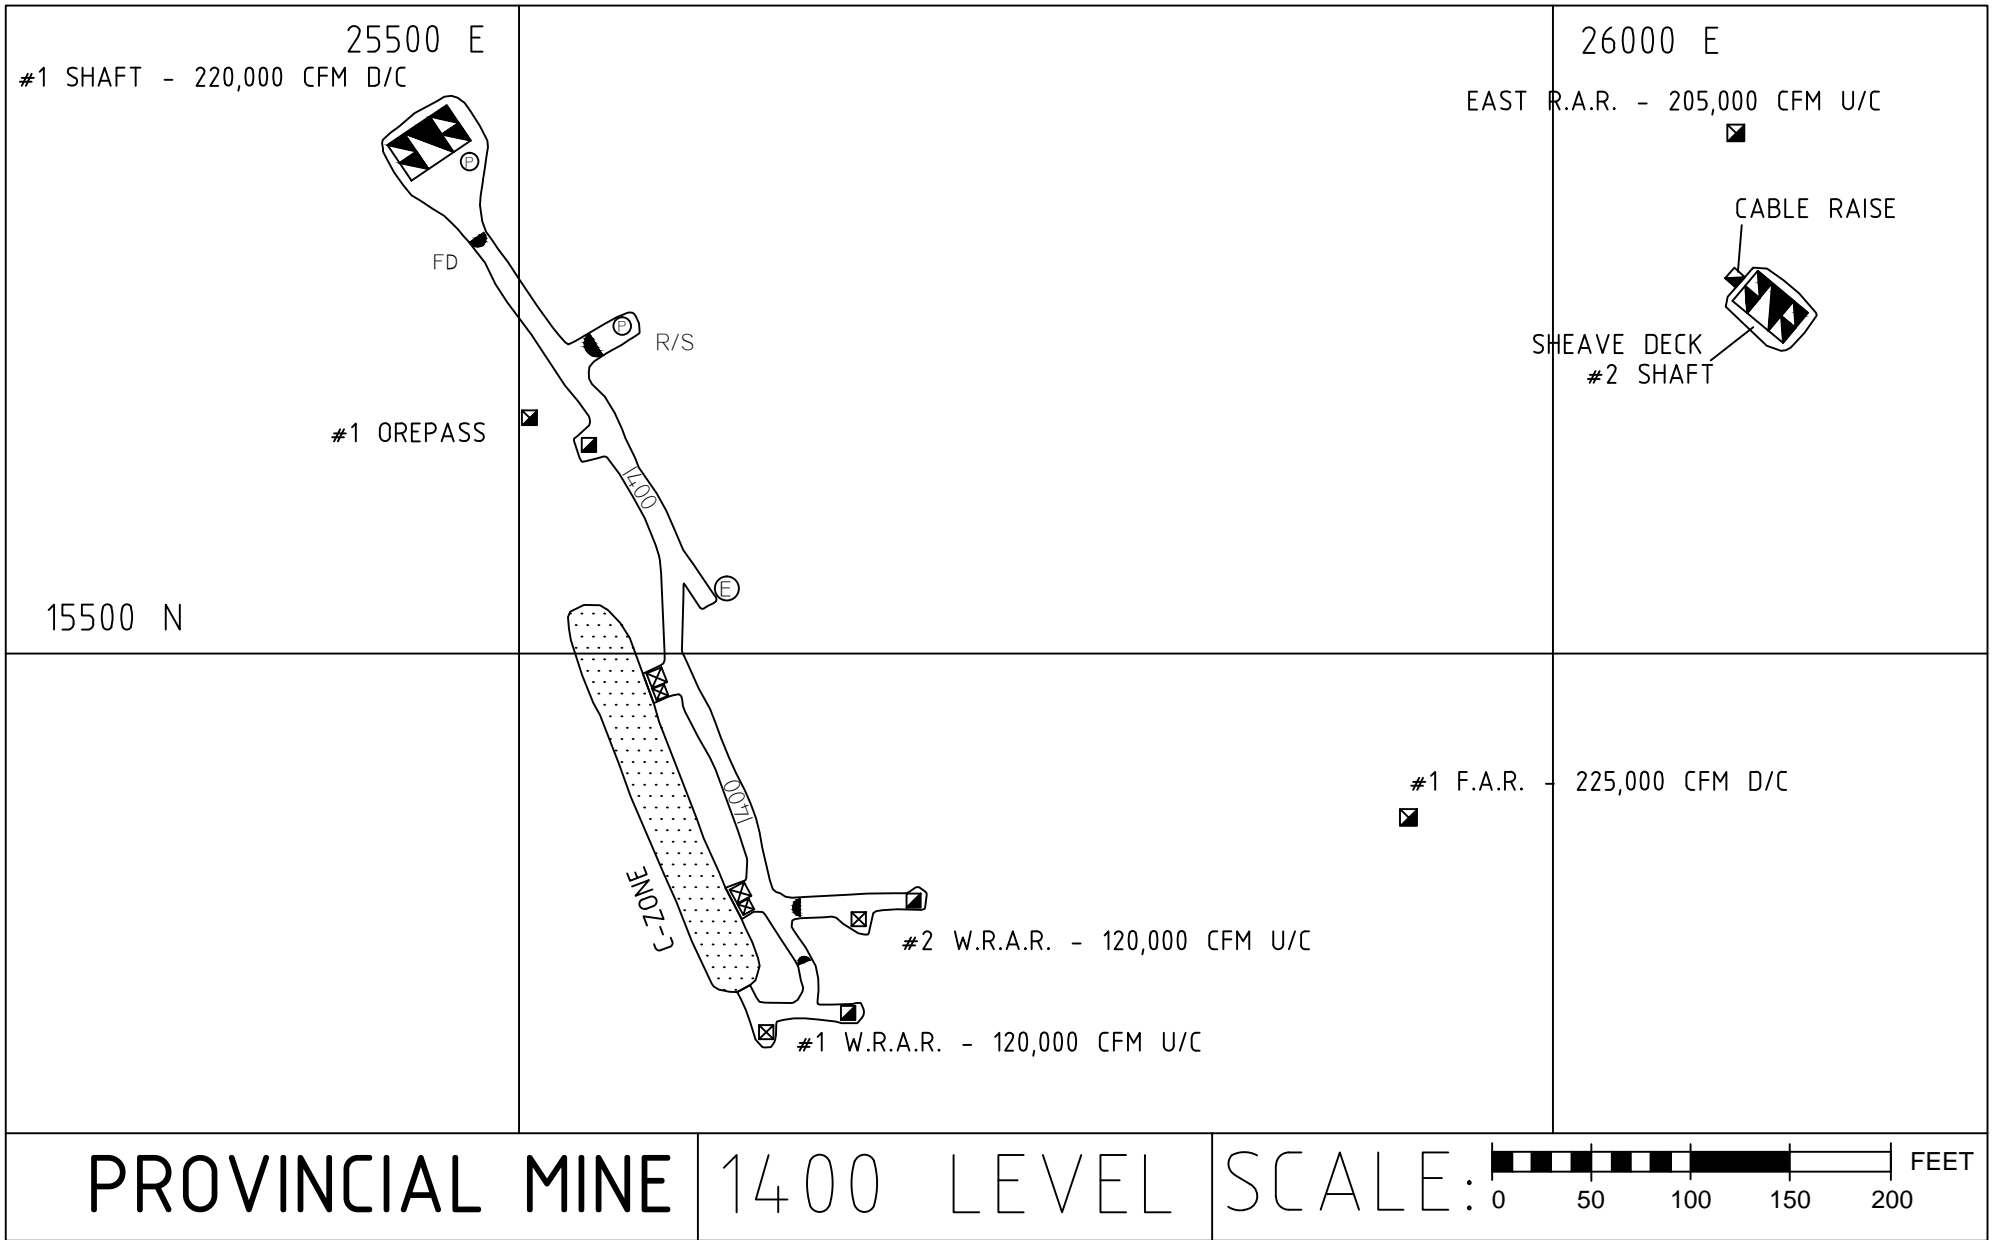 25500 E
26000 E
#1 SHAFT - 220,000 CFM D/C
EAST R.A.R. - 205,000 CFM U/C
P
CABLE RAISE
FD
P
R/S
SHEAVE DECK
#2 SHAFT
#1 OREPASS
1400
E
15500 N
#1 F.A.R. - 225,000 CFM D/C
1400
C-ZONE
#2 W.R.A.R. - 120,000 CFM U/C
#1 W.R.A.R. - 120,000 CFM U/C
PROVINCIAL MINE
1400 LEVEL
SCALE:
FEET
0 50 100 150 200